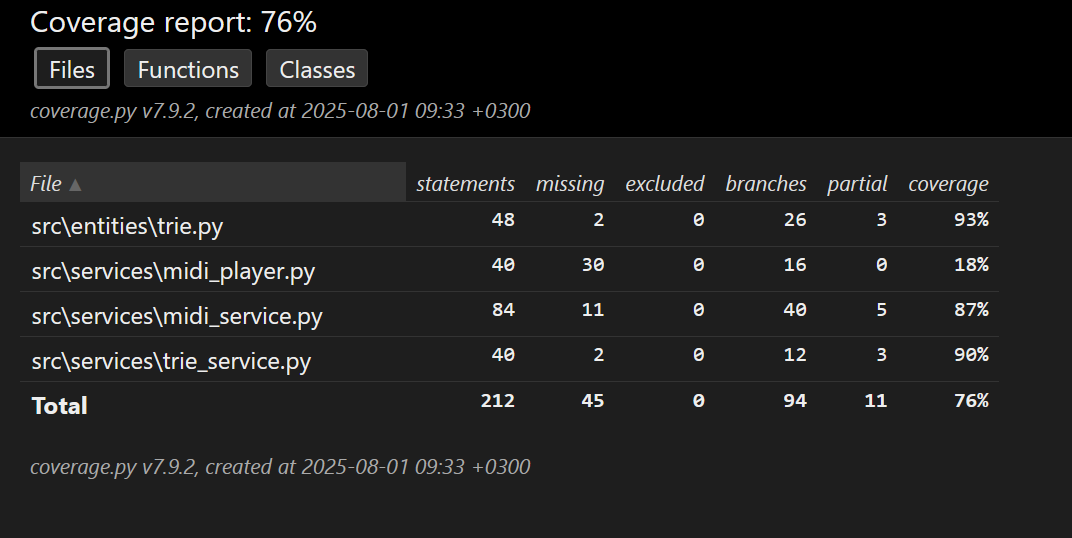 Coverage report: 76%
Files Functions Classes
coverage.py v7.9.2, created at 2025-08-01 09:33 +0300
File ▲ statements missing excluded branches partial coverage
src\entities\trie.py 48 2 0 26 3 93%
src\services\midi_player.py 40 30 0 16 0 18%
src\services\midi_service.py 84 11 0 40 5 87%
src\services\trie_service.py 40 2 0 12 3 90%
Total 212 45 0 94 11 76%
coverage.py v7.9.2, created at 2025-08-01 09:33 +0300